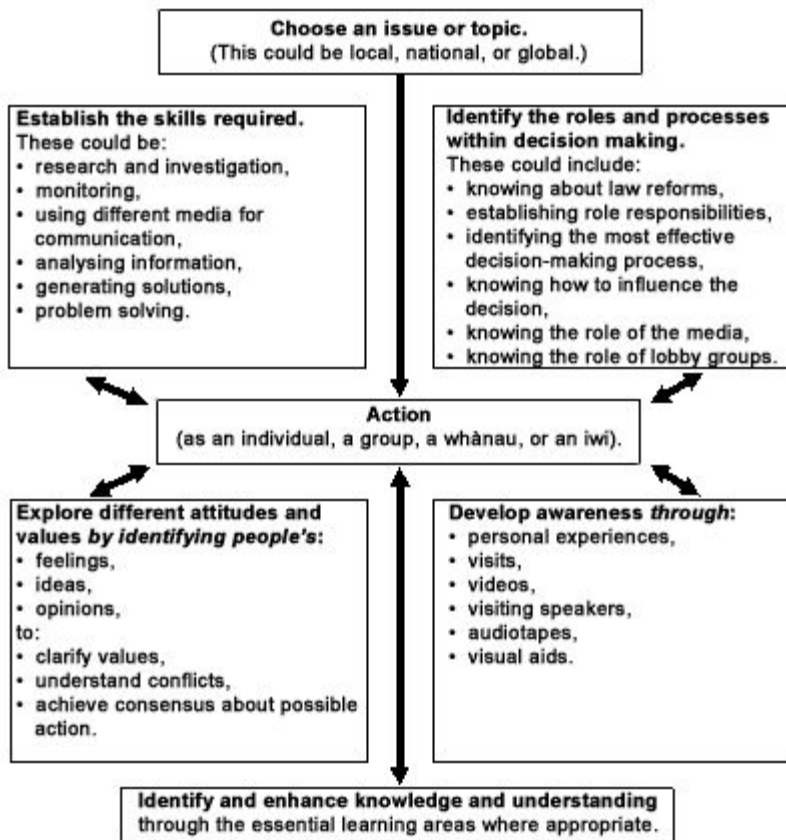 Choose an issue or topic.
(This could be local, national, or global.)
Establish the skills required.
These could be:
• research and investigation,
• monitoring,
• using different media for
communication,
• analysing information,
• generating solutions,
• problem solving.
Identify the roles and processes
within decision making.
These could include:
• knowing about law reforms,
• establishing role responsibilities,
• identifying the most effective
decision-making process,
• knowing how to influence the
decision,
• knowing the role of the media,
• knowing the role of lobby groups.
Action
(as an individual, a group, a whànau, or an iwi).
Explore different attitudes and
values by identifying people's:
• feelings,
• ideas,
• opinions,
to:
• clarify values,
• understand conflicts,
• achieve consensus about possible
action.
Develop awareness through:
• personal experiences,
• visits,
• videos,
• visiting speakers,
• audiotapes,
• visual aids.
Identify and enhance knowledge and understanding
through the essential learning areas where appropriate.